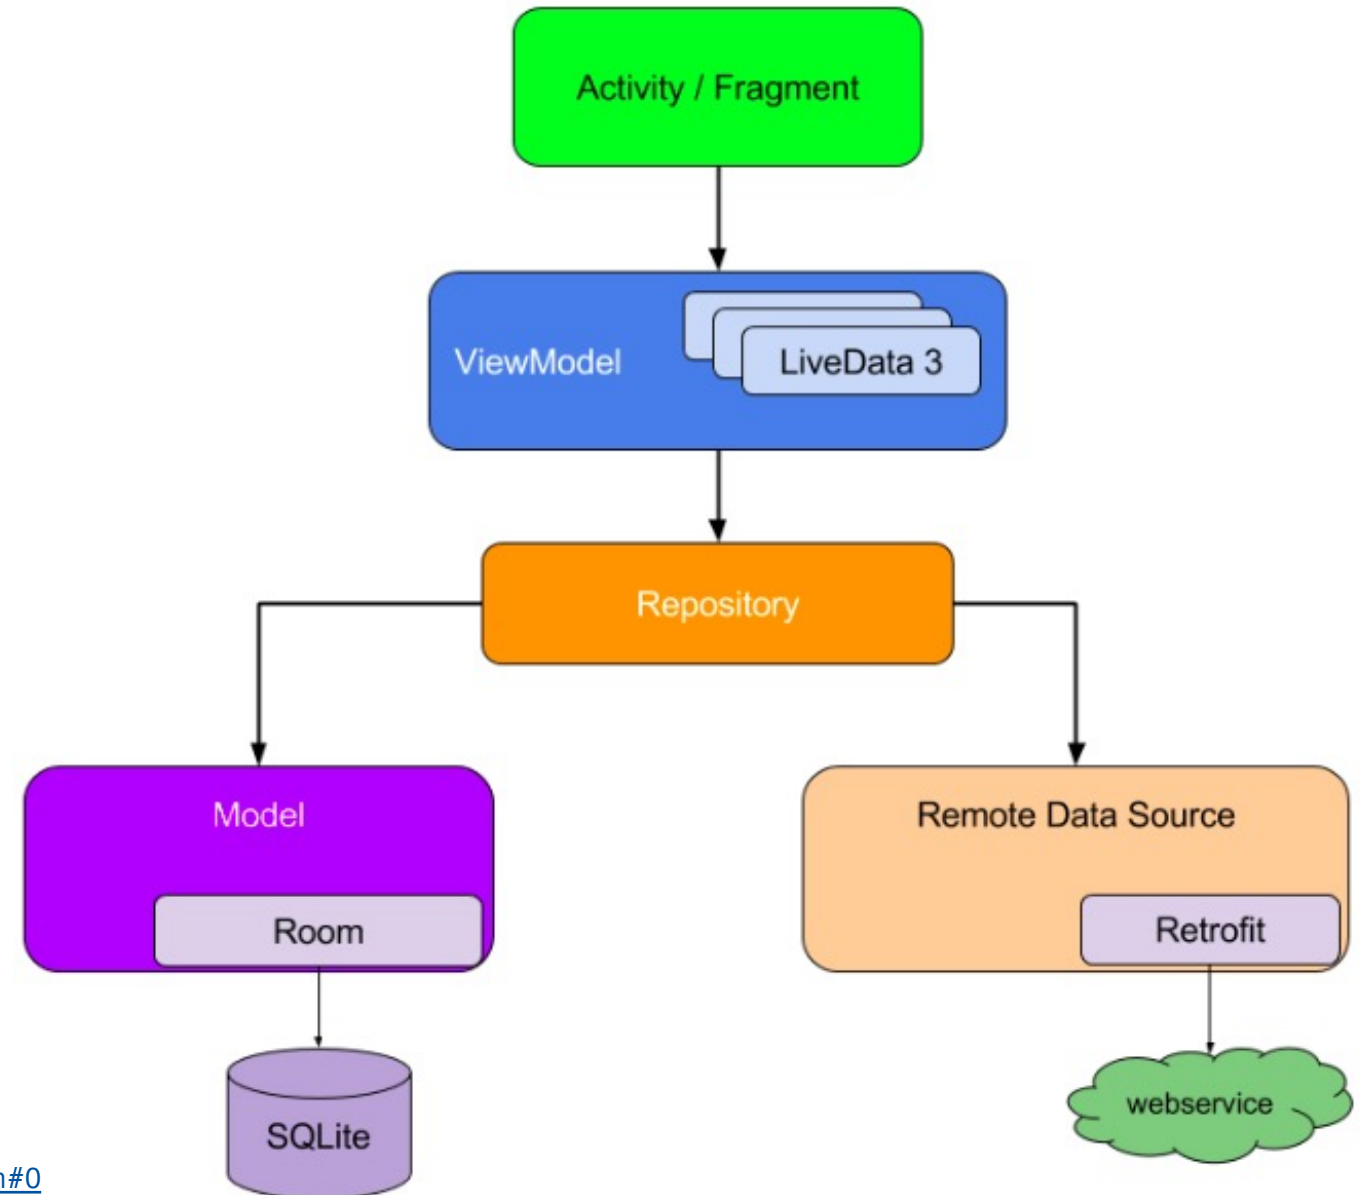 Activity / Fragment
ViewModel
LiveData 3
Repository
Model
Remote Data Source
Room
Retrofit
webservice
SQLite
n#0